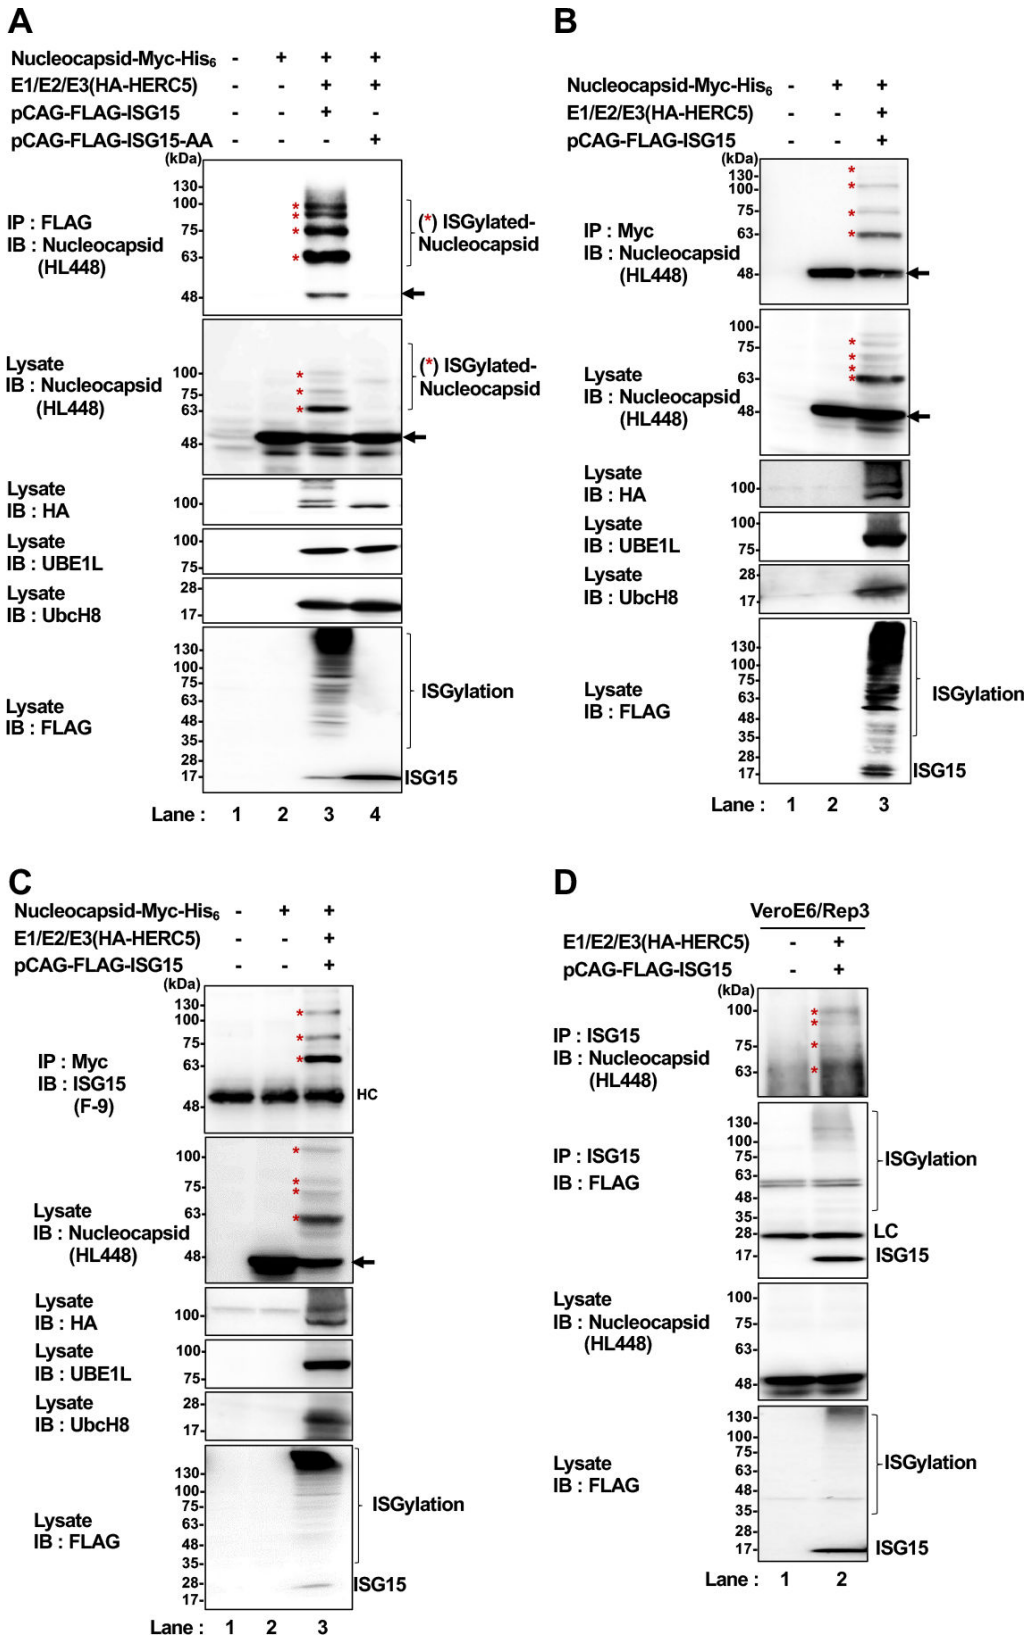 A
Nucleocapsid-Myc-His6 - + + +
E1/E2/E3(HA-HERC5) - - + +
pCAG-FLAG-ISG15 - - + -
pCAG-FLAG-ISG15-AA - - - +
(kDa)
IP : FLAG
IB : Nucleocapsid
(HL448)
130-
100-
75-
63-
48-
* * * *
(*) ISGylated-
Nucleocapsid
Lysate
IB : Nucleocapsid
(HL448)
100-
75-
63-
48-
* * *
(*) ISGylated-
Nucleocapsid
Lysate
IB : HA
100-
Lysate
IB : UBE1L
100-
75-
Lysate
IB : UbcH8
28-
17-
Lysate
IB : FLAG
130-
100-
75-
63-
48-
35-
28-
17-
ISGylation
ISG15
Lane : 1 2 3 4
B
Nucleocapsid-Myc-His6 - + +
E1/E2/E3(HA-HERC5) - - +
pCAG-FLAG-ISG15 - - +
(kDa)
IP : Myc
IB : Nucleocapsid
(HL448)
130-
100-
75-
63-
48-
* * * *
Lysate
IB : Nucleocapsid
(HL448)
100-
75-
63-
48-
* * * *
Lysate
IB : HA
100-
Lysate
IB : UBE1L
100-
75-
Lysate
IB : UbcH8
28-
17-
Lysate
IB : FLAG
130-
100-
75-
63-
48-
35-
28-
17-
ISGylation
ISG15
Lane : 1 2 3
C
Nucleocapsid-Myc-His6 - + +
E1/E2/E3(HA-HERC5) - - +
pCAG-FLAG-ISG15 - - +
(kDa)
IP : Myc
IB : ISG15
(F-9)
130-
100-
75-
63-
48-
* * *
HC
Lysate
IB : Nucleocapsid
(HL448)
100-
75-
63-
48-
* * * *
Lysate
IB : HA
100-
Lysate
IB : UBE1L
100-
75-
Lysate
IB : UbcH8
28-
17-
Lysate
IB : FLAG
130-
100-
75-
63-
48-
35-
28-
17-
ISGylation
ISG15
Lane : 1 2 3
D
VeroE6/Rep3
E1/E2/E3(HA-HERC5) - +
pCAG-FLAG-ISG15 - +
(kDa)
IP : ISG15
IB : Nucleocapsid
(HL448)
100-
75-
63-
* * * *
IP : ISG15
IB : FLAG
130-
100-
75-
63-
48-
35-
28-
17-
ISGylation
LC
ISG15
Lysate
IB : Nucleocapsid
(HL448)
100-
75-
63-
48-
Lysate
IB : FLAG
130-
100-
75-
63-
48-
35-
28-
17-
ISGylation
ISG15
Lane : 1 2